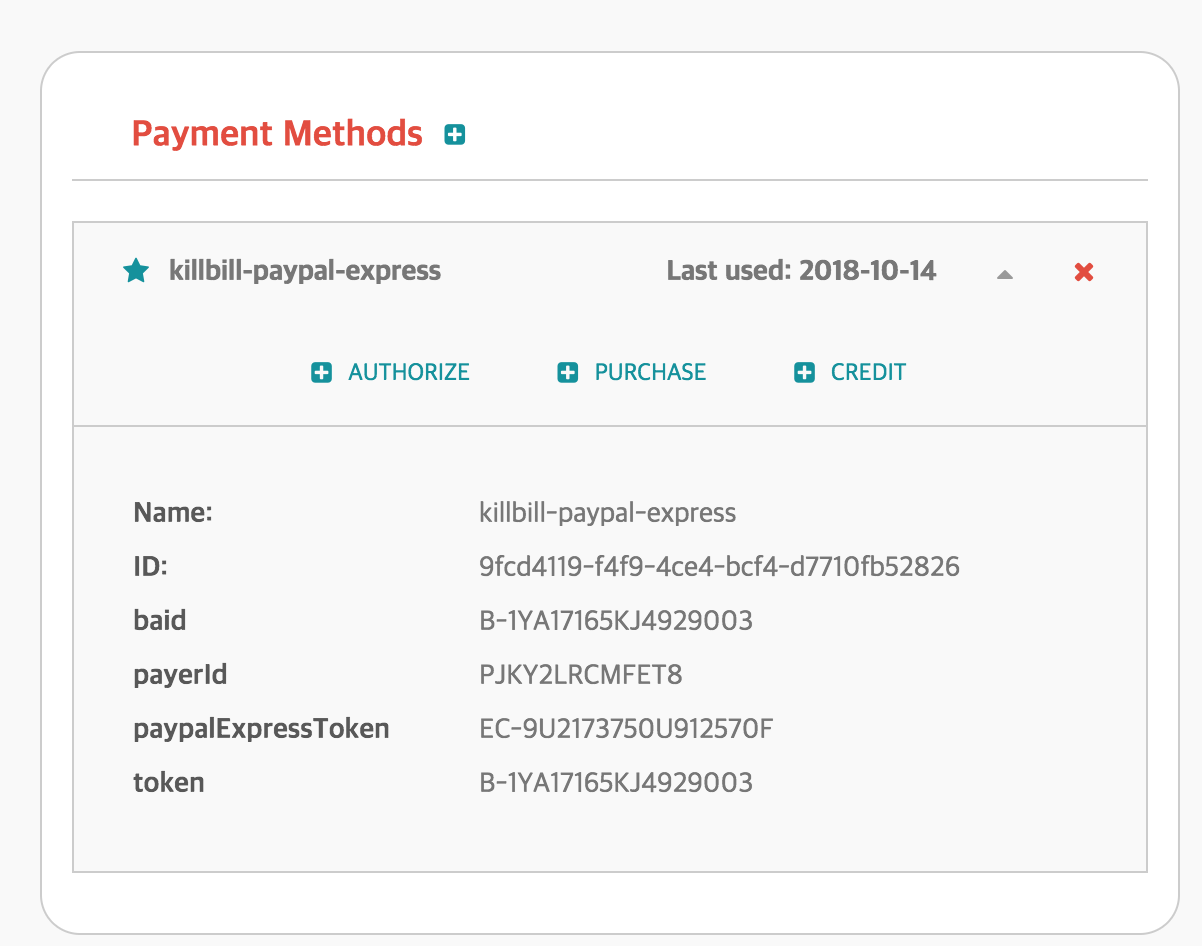 Payment Methods
killbill-paypal-express Last used: 2018-10-14
AUTHORIZE PURCHASE CREDIT
Name: killbill-paypal-express
ID: 9fcd4119-f4f9-4ce4-bcf4-d7710fb52826
baid B-1YA17165KJ4929003
payerId PJKY2LRCMFET8
paypalExpressToken EC-9U2173750U912570F
token B-1YA17165KJ4929003